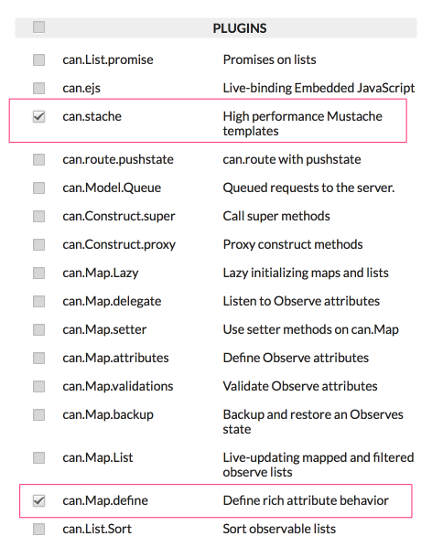 PLUGINS
can.List.promise Promises on lists
can.ejs Live-binding Embedded JavaScript
can.stache High performance Mustache
templates
can.route.pushstate can.route with pushstate
can.Model.Queue Queued requests to the server.
can.Construct.super Call super methods
can.Construct.proxy Proxy construct methods
can.Map.Lazy Lazy initializing maps and lists
can.Map.delegate Listen to Observe attributes
can.Map.setter Use setter methods on can.Map
can.Map.attributes Define Observe attributes
can.Map.validations Validate Observe attributes
can.Map.backup Backup and restore an Observes
state
can.Map.List Live-updating mapped and filtered
observe lists
can.Map.define Define rich attribute behavior
can.List.Sort Sort observable lists